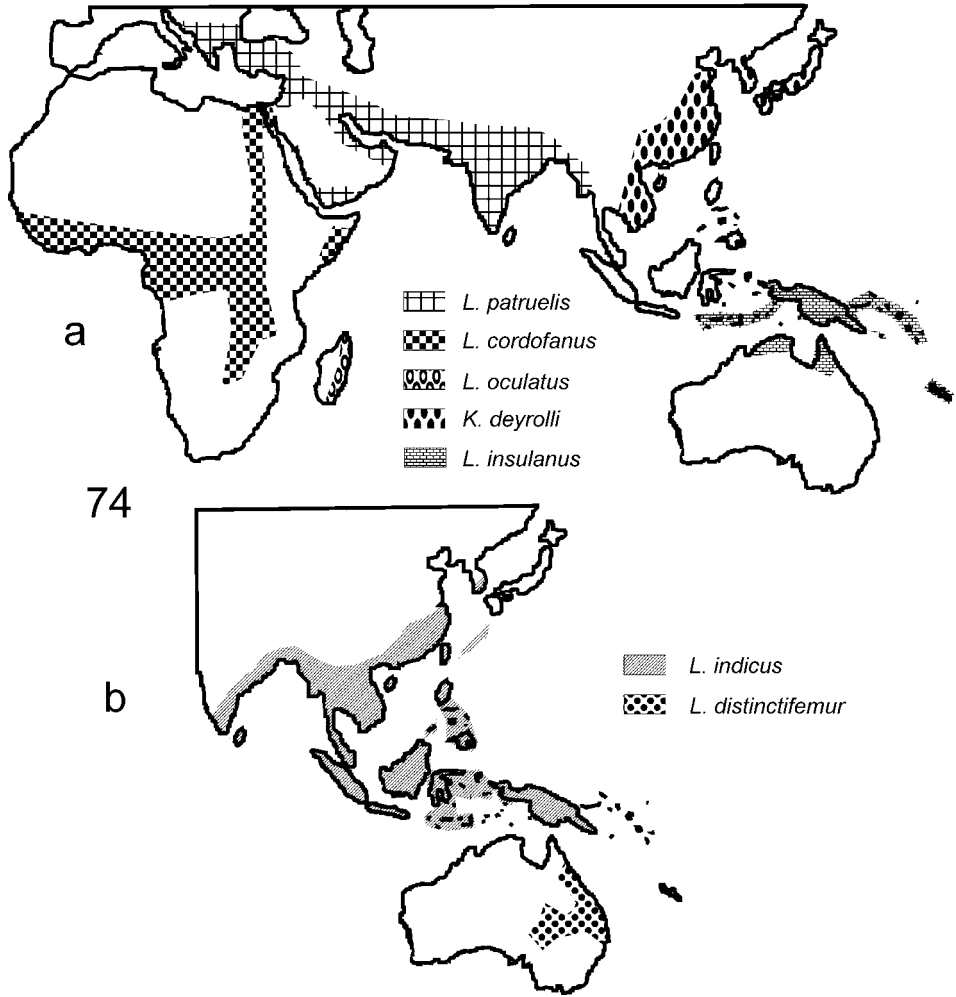 a
L. patruelis
L. cordofanus
L. oculatus
K. deyrolli
L. insulanus
74
b
L. indicus
L. distinctifemur